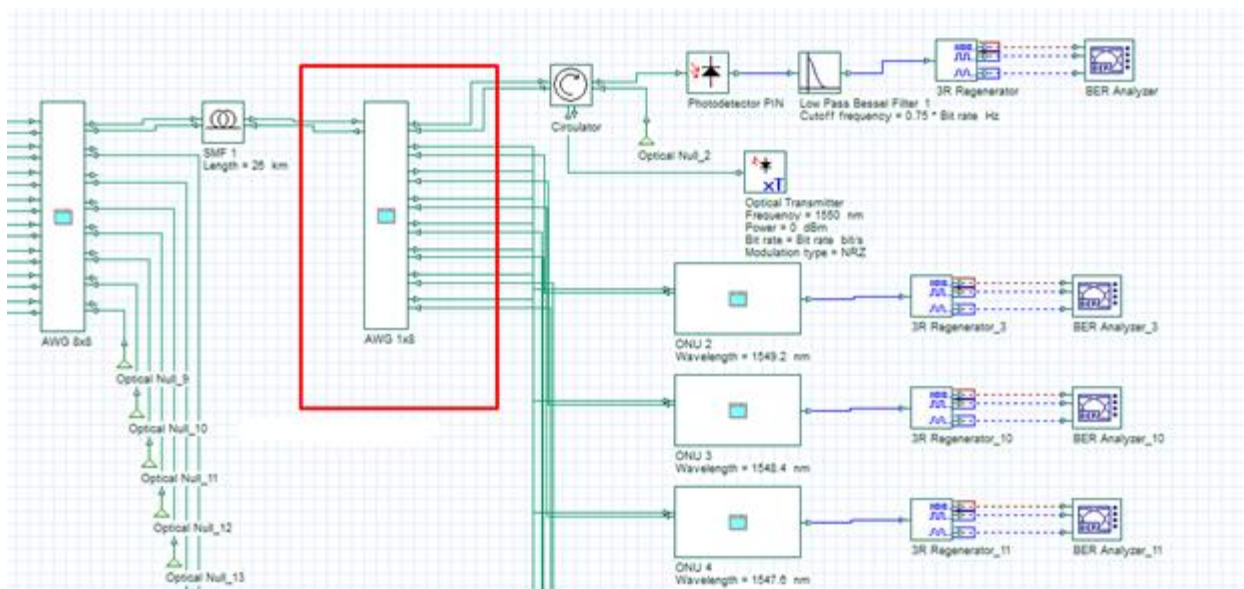 3R Regenerator
BER Analyzer
Photodetector PIN
Low Pass Bessel Filter_1
Cutoff frequency = 0.75 * Bit rate Hz
Circulator
SMF 1
Length = 26 km
Optical Null_2
xT
Optical Transmitter
Frequency = 1550 nm
Power = 0 dBm
Bit rate = Bit rate bit/s
Modulation type = NRZ
AWG 8x8
AWG 1x8
ONU 2
Wavelength = 1549.2 nm
3R Regenerator_3
BER Analyzer_3
Optical Null_9
Optical Null_10
ONU 3
Wavelength = 1548.4 nm
3R Regenerator_10
BER Analyzer_10
Optical Null_11
Optical Null_12
ONU 4
Wavelength = 1547.6 nm
3R Regenerator_11
BER Analyzer_11
Optical Null_13